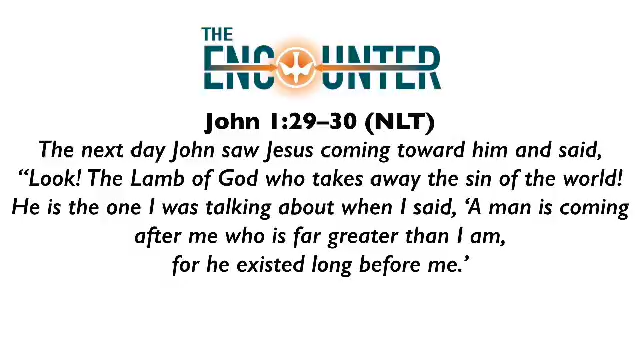 THE
ENCOUNTER
John 1:29–30 (NLT)
The next day John saw Jesus coming toward him and said,
“Look! The Lamb of God who takes away the sin of the world!
He is the one I was talking about when I said, ‘A man is coming
after me who is far greater than I am,
for he existed long before me.’